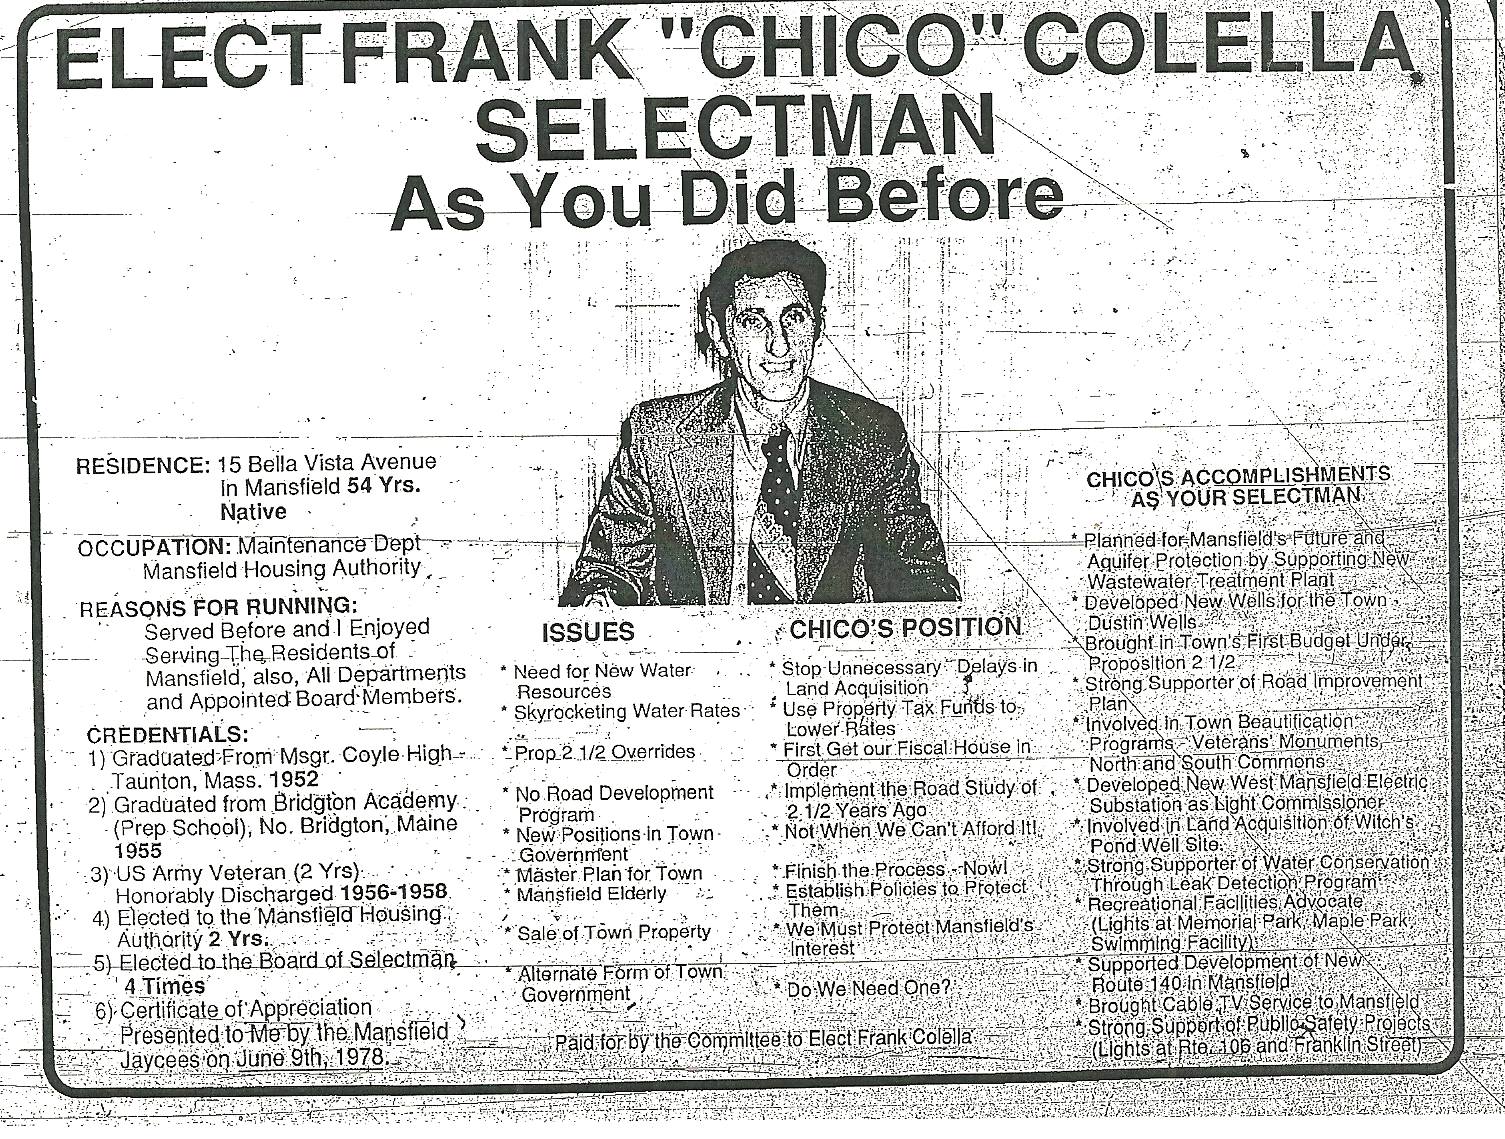 ELECT FRANK "CHICO" COLELLA
SELECTMAN
As You Did Before
RESIDENCE: 15 Bella Vista Avenue
in Mansfield 54 Yrs.
Native
OCCUPATION: Maintenance Dept
Mansfield Housing Authority
REASONS FOR RUNNING:
Served Before and I Enjoyed
Serving The Residents of
Mansfield, also, All Departments
and Appointed Board Members.
CREDENTIALS:
1) Graduated From Msgr. Coyle High
Taunton, Mass. 1952
2) Graduated from Bridgton Academy
(Prep School), No. Bridgton, Maine
1955
3) US Army Veteran (2 Yrs)
Honorably Discharged 1956-1958
4) Elected to the Mansfield Housing
Authority 2 Yrs.
5) Elected to the Board of Selectman
4 Times
6) Certificate of Appreciation
Presented to Me by the Mansfield
Jaycees on June 9th, 1978.
ISSUES
* Need for New Water
Resources
* Skyrocketing Water Rates
* Prop 2 1/2 Overrides
* No Road Development
Program
* New Positions in Town
Government
* Master Plan for Town
* Mansfield Elderly
* Sale of Town Property
* Alternate Form of Town
Government
CHICO'S POSITION
* Stop Unnecessary Delays in
Land Acquisition
* Use Property Tax Funds to
Lower Rates
* First Get our Fiscal House in
Order
* Implement the Road Study of
2 1/2 Years Ago
* Not When We Can't Afford It!
* Finish the Process - Now!
* Establish Policies to Protect
Them
* We Must Protect Mansfield's
Interest
* Do We Need One?
Paid for by the Committee to Elect Frank Colella
CHICO'S ACCOMPLISHMENTS
AS YOUR SELECTMAN
* Planned for Mansfield's Future and
Aquifer Protection by Supporting New
Wastewater Treatment Plant
* Developed New Wells for the Town
Dustin Wells
* Brought in Town's First Budget Under
Proposition 2 1/2
* Strong Supporter of Road Improvement
Plan
* Involved in Town Beautification
Programs - Veterans' Monuments,
North and South Commons
* Developed New West Mansfield Electric
Substation as Light Commissioner
* Involved in Land Acquisition of Witch's
Pond Well Site.
* Strong Supporter of Water Conservation
Through Leak Detection Program
* Recreational Facilities Advocate
(Lights at Memorial Park, Maple Park
Swimming Facility)
* Supported Development of New
Route 140 in Mansfield
* Brought Cable TV Service to Mansfield
* Strong Support of Public Safety Projects
(Lights at Rte. 106 and Franklin Street)